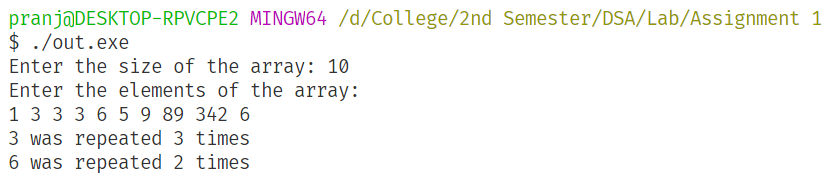 pranj@DESKTOP-RPVCPE2 MINGW64 /d/College/2nd Semester/DSA/Lab/Assignment 1
$ ./out.exe
Enter the size of the array: 10
Enter the elements of the array:
1 3 3 3 6 5 9 89 342 6
3 was repeated 3 times
6 was repeated 2 times